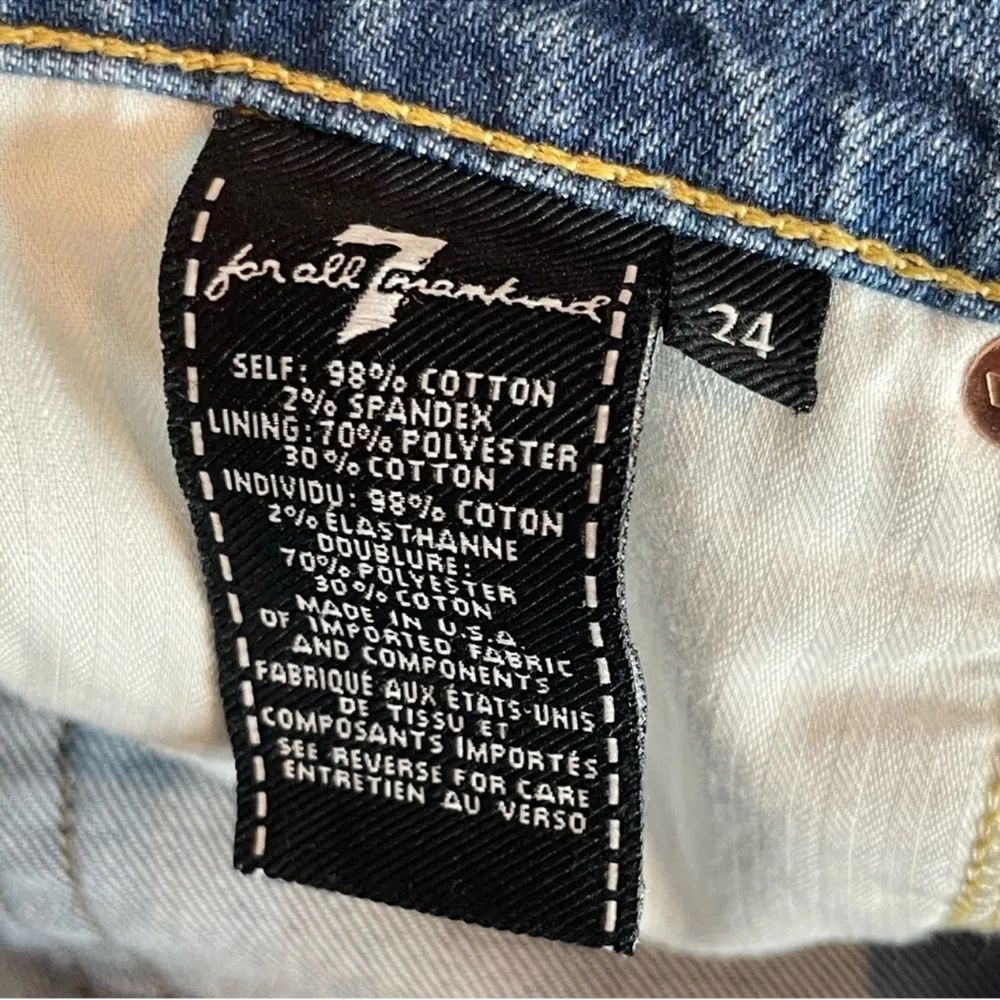 for all 7 mankind
24
SELF: 98% COTTON
2% SPANDEX
LINING: 70% POLYESTER
30% COTTON
INDIVIDU: 98% COTON
2% ÉLASTHANNE
DOUBLURE:
70% POLYESTER
30% COTON
MADE IN U.S.A.
OF IMPORTED FABRIC
AND COMPONENTS
FABRIQUÉ AUX ÉTATS-UNIS
DE TISSU ET
COMPOSANTS IMPORTÉS
SEE REVERSE FOR CARE
ENTRETIEN AU VERSO